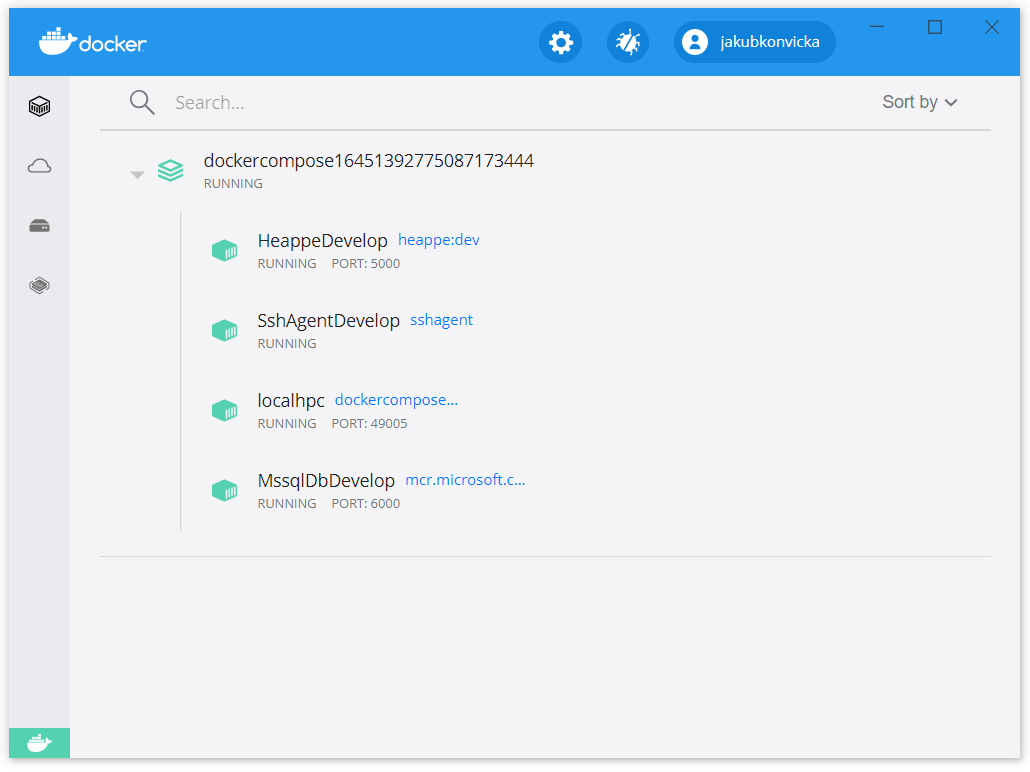 docker
jakubkonvicka
Search...
Sort by
dockercompose16451392775087173444
RUNNING
HeappeDevelop heappe:dev
RUNNING PORT: 5000
SshAgentDevelop sshagent
RUNNING
localhpc dockercompose...
RUNNING PORT: 49005
MssqlDbDevelop mcr.microsoft.c...
RUNNING PORT: 6000